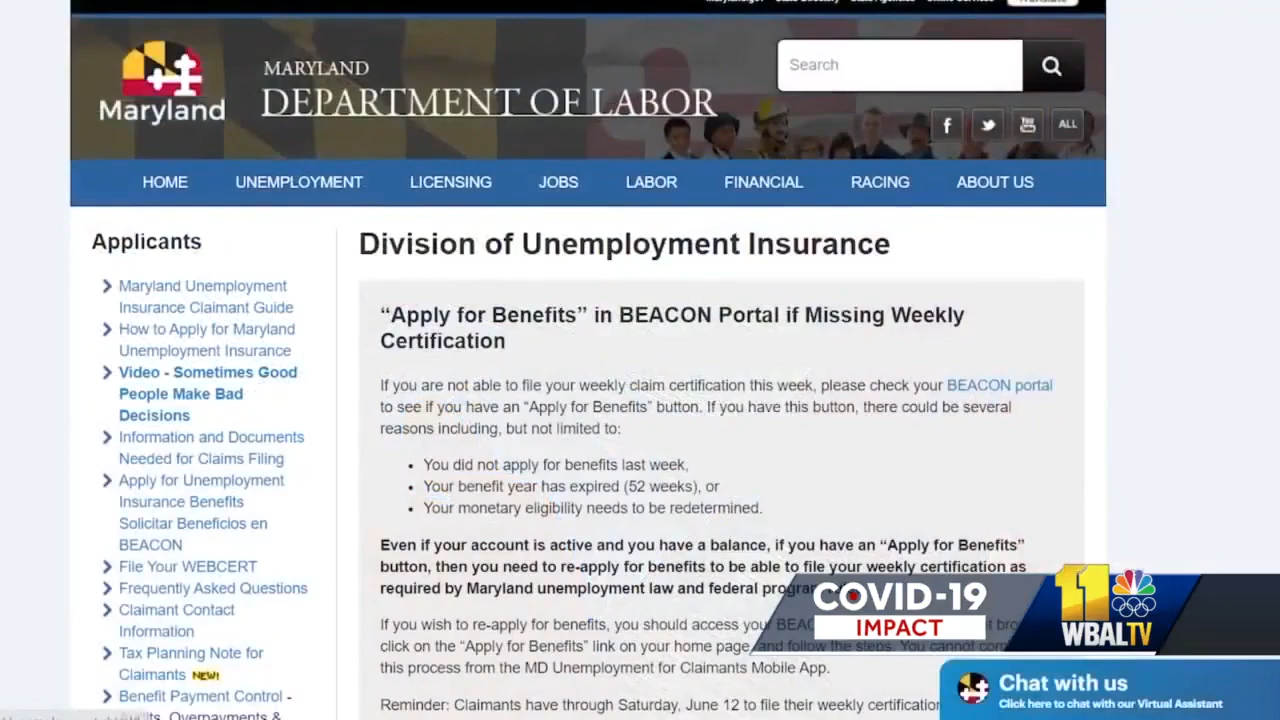 Maryland
MARYLAND
DEPARTMENT OF LABOR
Search
f
You
ALL
HOME UNEMPLOYMENT LICENSING JOBS LABOR FINANCIAL RACING ABOUT US
Applicants
Maryland Unemployment
Insurance Claimant Guide
How to Apply for Maryland
Unemployment Insurance
Video - Sometimes Good
People Make Bad
Decisions
Information and Documents
Needed for Claims Filing
Apply for Unemployment
Insurance Benefits
Solicitar Beneficios en
BEACON
File Your WEBCERT
Frequently Asked Questions
Claimant Contact
Information
Tax Planning Note for
Claimants NEW!
Benefit Payment Control -
Overpayments &
Division of Unemployment Insurance
“Apply for Benefits” in BEACON Portal if Missing Weekly
Certification
If you are not able to file your weekly claim certification this week, please check your BEACON portal
to see if you have an “Apply for Benefits” button. If you have this button, there could be several
reasons including, but not limited to:
• You did not apply for benefits last week,
• Your benefit year has expired (52 weeks), or
• Your monetary eligibility needs to be redetermined.
Even if your account is active and you have a balance, if you have an “Apply for Benefits”
button, then you need to re-apply for benefits to be able to file your weekly certification as
required by Maryland unemployment law and federal
If you wish to re-apply for benefits, you should access
click on the “Apply for Benefits” link on your home page, and follow the steps. You cannot
this process from the MD Unemployment for Claimants Mobile App.
Reminder: Claimants have through Saturday, June 12 to file their weekly
COVID-19
IMPACT
11
WBALTV
Chat with us
Click here to chat with our Virtual Assistant